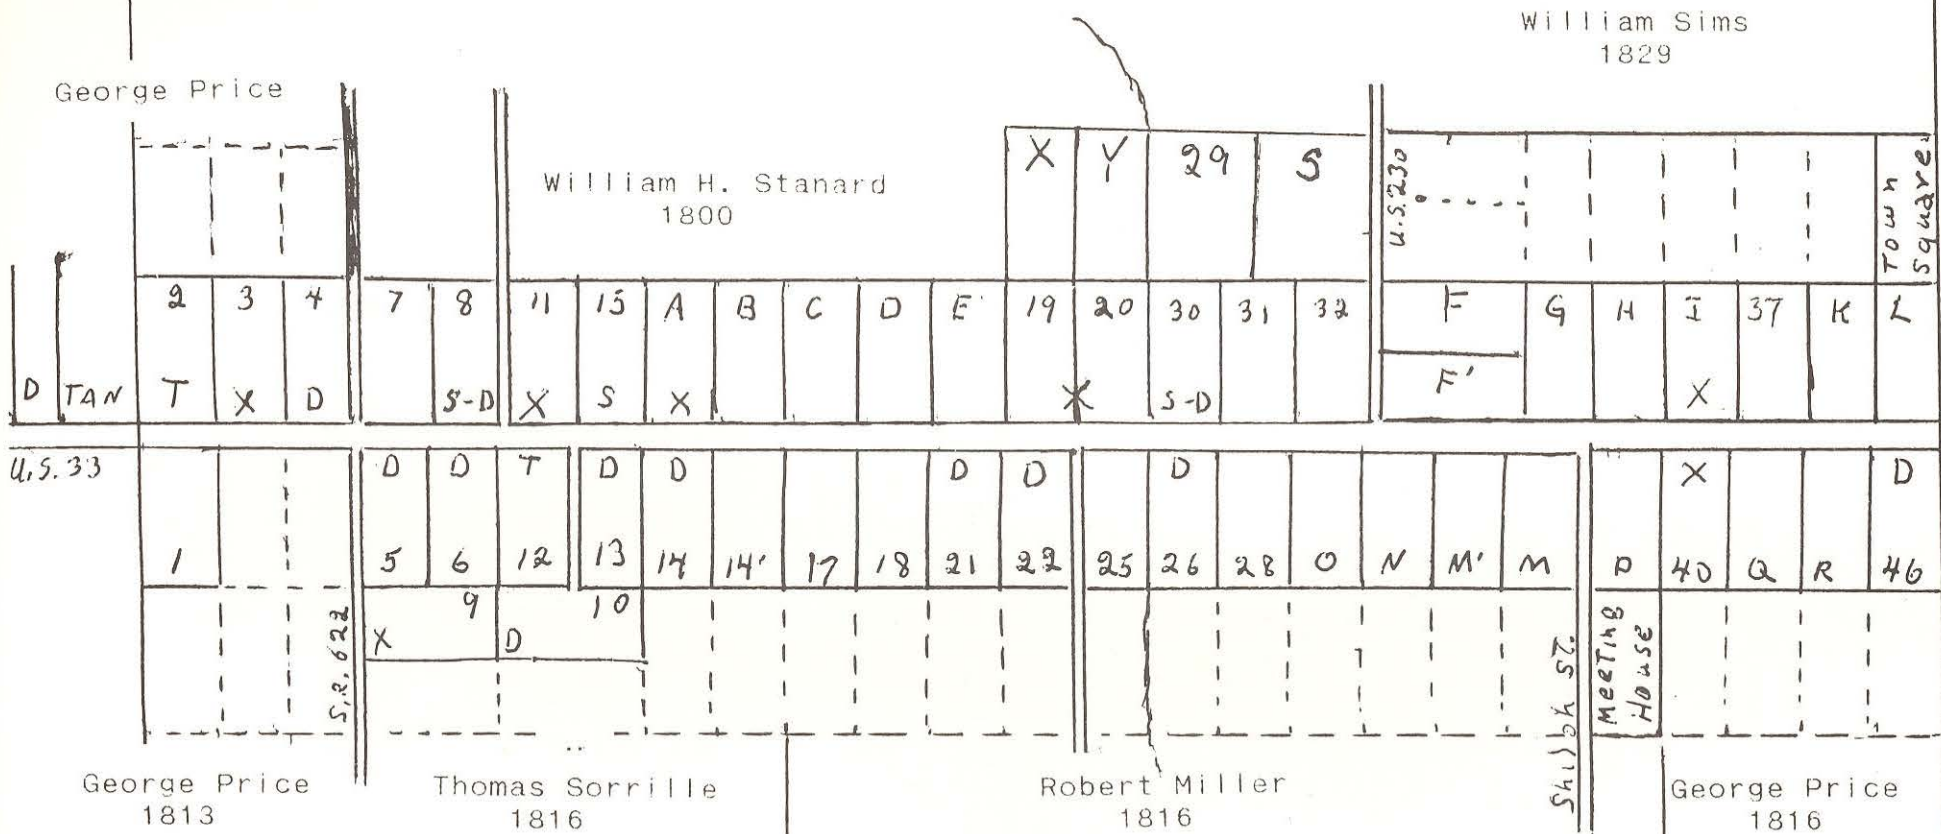 William Sims
1829
George Price
William H. Stanard
1800
X Y 29 S
U.S. 230
Town Square
2 3 4 7 8 11 15 A B C D E 19 20 30 31 32 F G H I 37 K L
F'
D TAN T X D S-D X S X X S-D X
U.S. 33
D D T D D D D D X D
1 5 6 12 13 14 14' 17 18 21 22 25 26 28 O N M' M P 40 Q R 46
9 10
X D
S.R. 622
Shiloh St.
Meeting House
George Price
1813
Thomas Sorrille
1816
Robert Miller
1816
George Price
1816